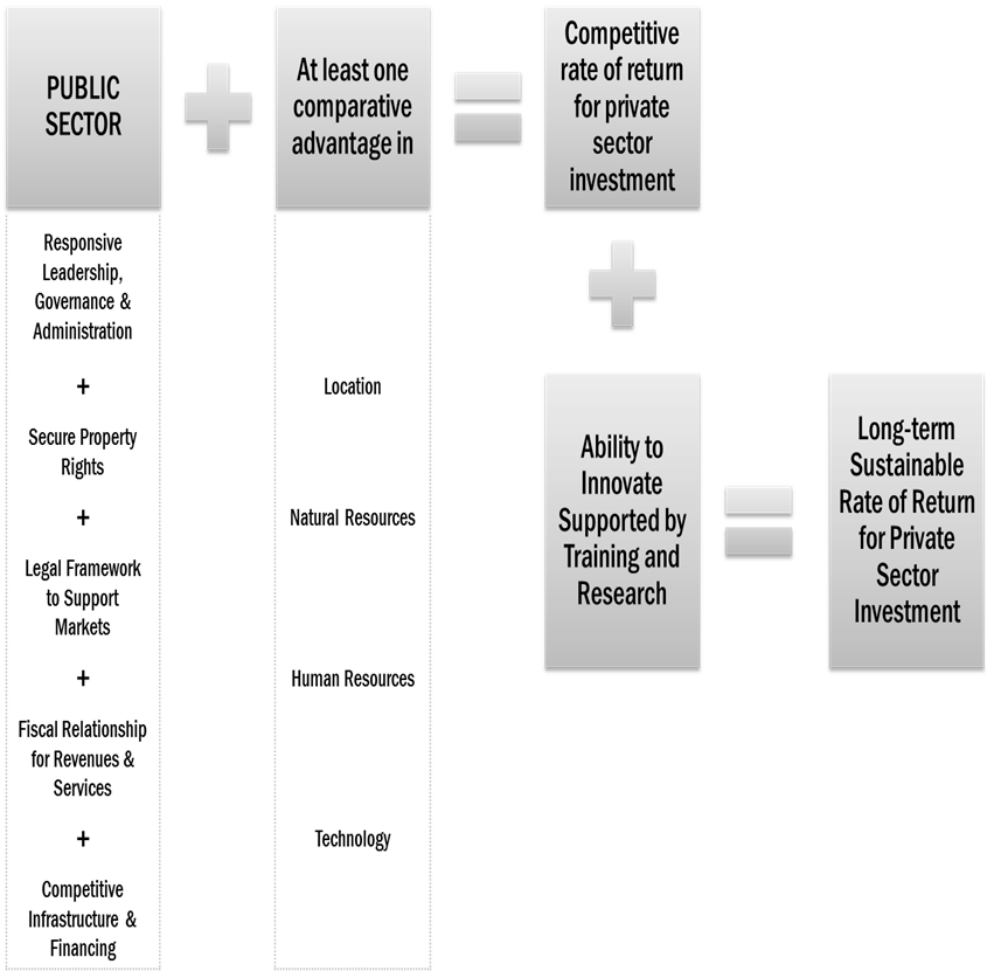 PUBLIC
SECTOR
At least one
comparative
advantage in
Competitive
rate of return
for private
sector
investment
Responsive
Leadership,
Governance &
Administration
+
Secure Property
Rights
+
Legal Framework
to Support
Markets
+
Fiscal Relationship
for Revenues &
Services
+
Competitive
Infrastructure &
Financing
Location
Natural Resources
Human Resources
Technology
Ability to
Innovate
Supported by
Training and
Research
Long-term
Sustainable
Rate of Return
for Private
Sector
Investment